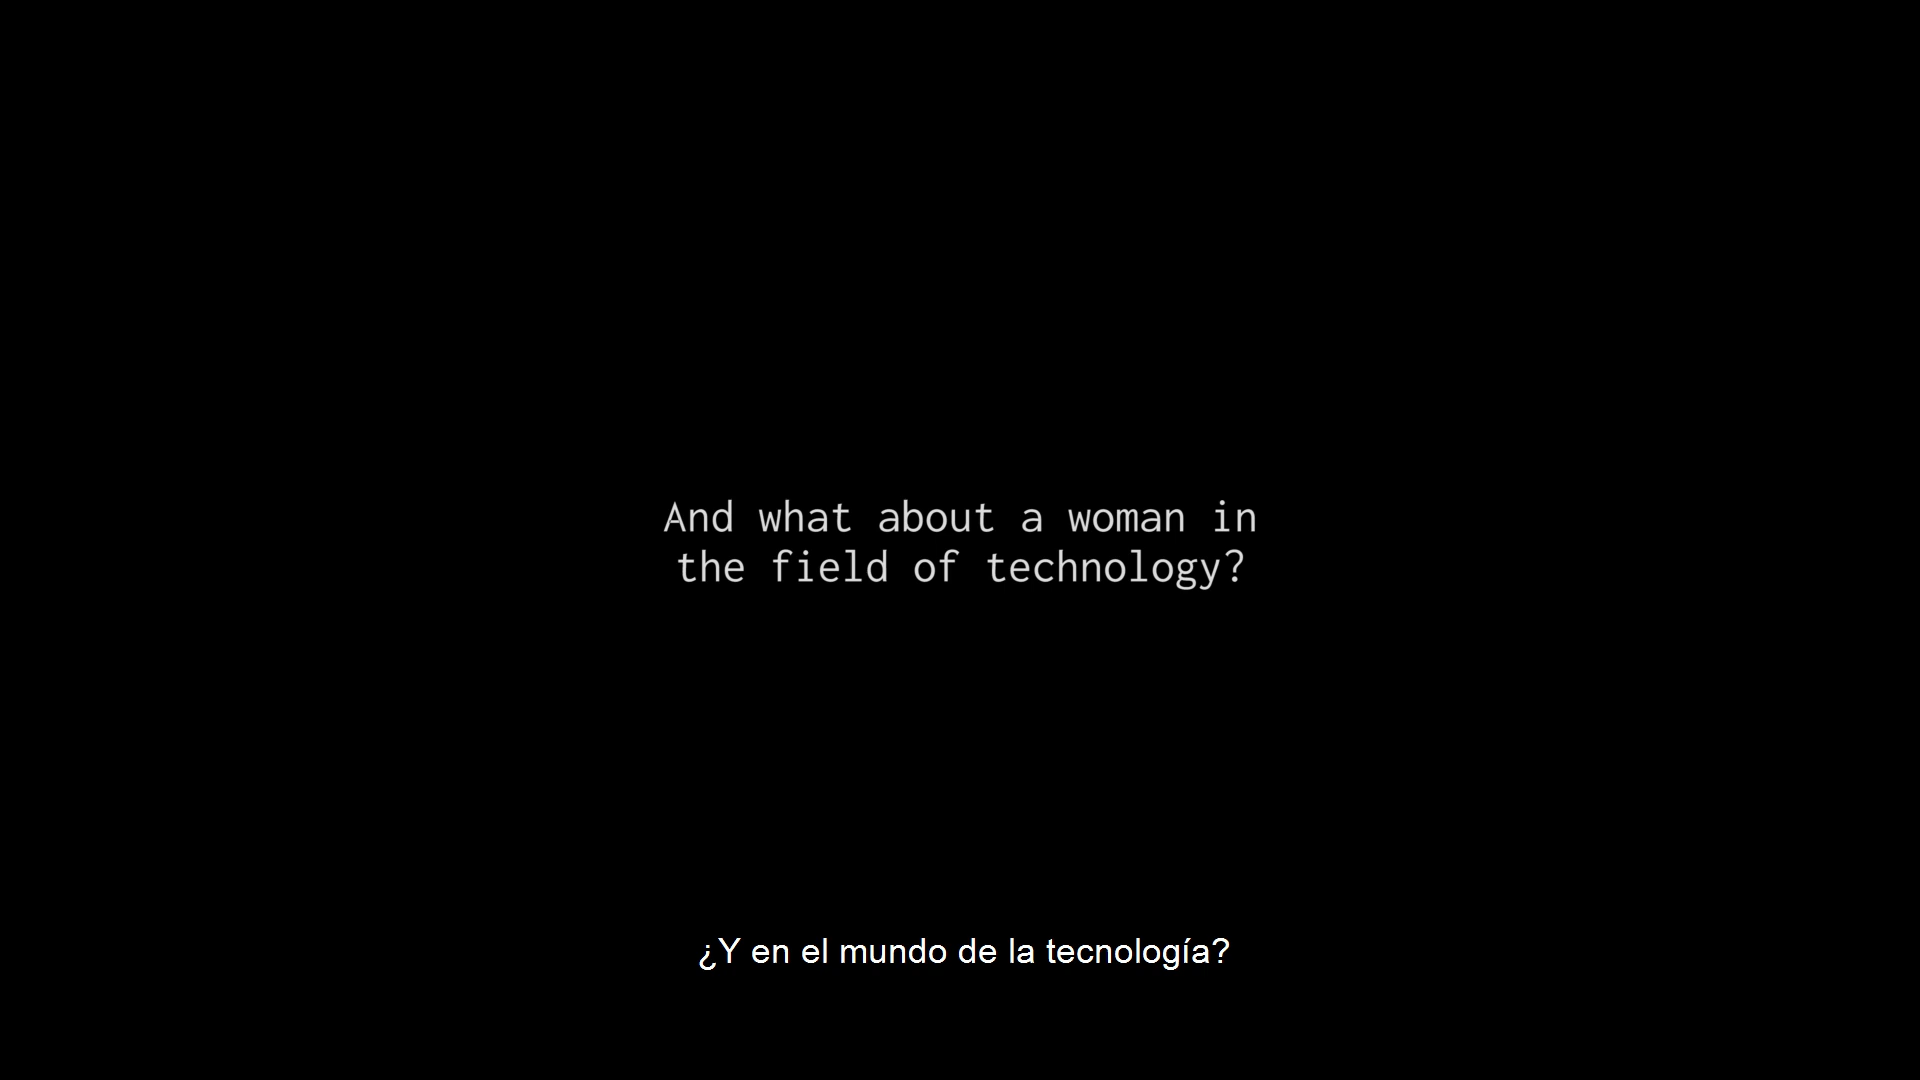 And what about a woman in
the field of technology?
¿Y en el mundo de la tecnología?